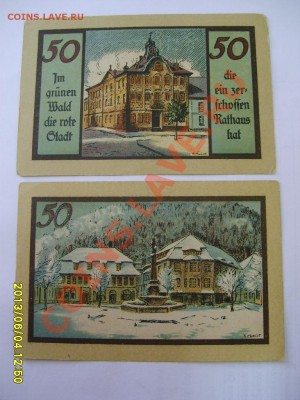 COINS.LAVE.RU
50
50
Im
grünen
Wald
die rote
Stadt
die
ein zer-
schossen
Rathaus
hat
50
COINS.LAVE.RU
2013/06/04 12:50